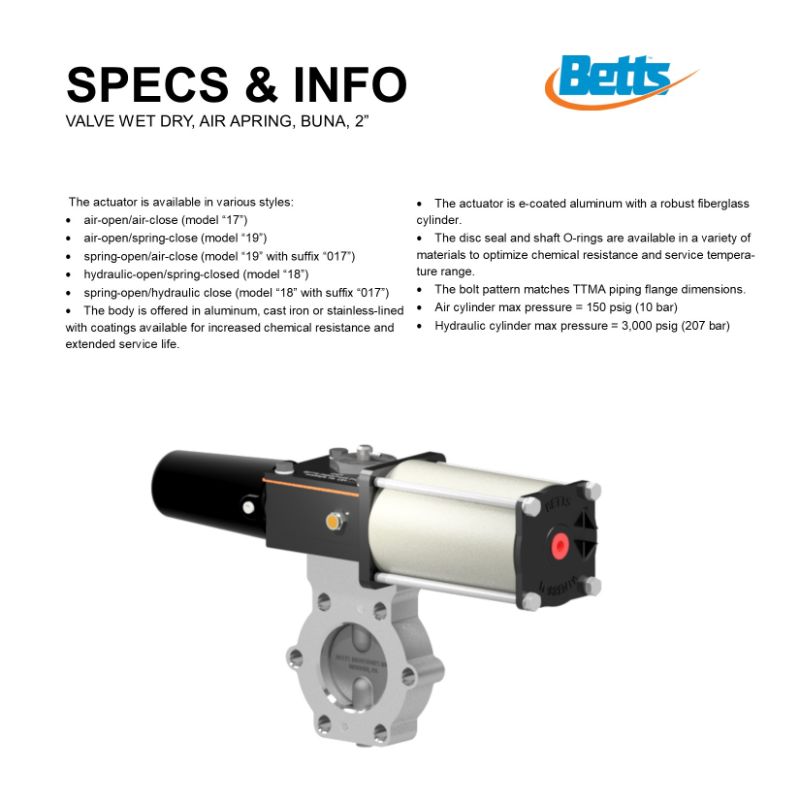 SPECS & INFO
VALVE WET DRY, AIR APRING, BUNA, 2”
Betts
The actuator is available in various styles:
• air-open/air-close (model “17”)
• air-open/spring-close (model “19”)
• spring-open/air-close (model “19” with suffix “017”)
• hydraulic-open/spring-closed (model “18”)
• spring-open/hydraulic close (model “18” with suffix “017”)
• The body is offered in aluminum, cast iron or stainless-lined
with coatings available for increased chemical resistance and
extended service life.
• The actuator is e-coated aluminum with a robust fiberglass
cylinder.
• The disc seal and shaft O-rings are available in a variety of
materials to optimize chemical resistance and service tempera-
ture range.
• The bolt pattern matches TTMA piping flange dimensions.
• Air cylinder max pressure = 150 psig (10 bar)
• Hydraulic cylinder max pressure = 3,000 psig (207 bar)
BETTS